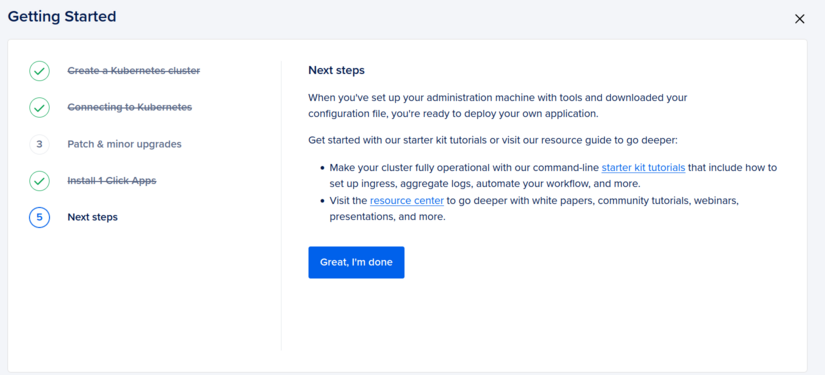 Getting Started
Create a Kubernetes cluster
Connecting to Kubernetes
3 Patch & minor upgrades
Install 1-Click Apps
5 Next steps
Next steps
When you've set up your administration machine with tools and downloaded your
configuration file, you're ready to deploy your own application.
Get started with our starter kit tutorials or visit our resource guide to go deeper:
• Make your cluster fully operational with our command-line starter kit tutorials that include how to
set up ingress, aggregate logs, automate your workflow, and more.
• Visit the resource center to go deeper with white papers, community tutorials, webinars,
presentations, and more.
Great, I'm done